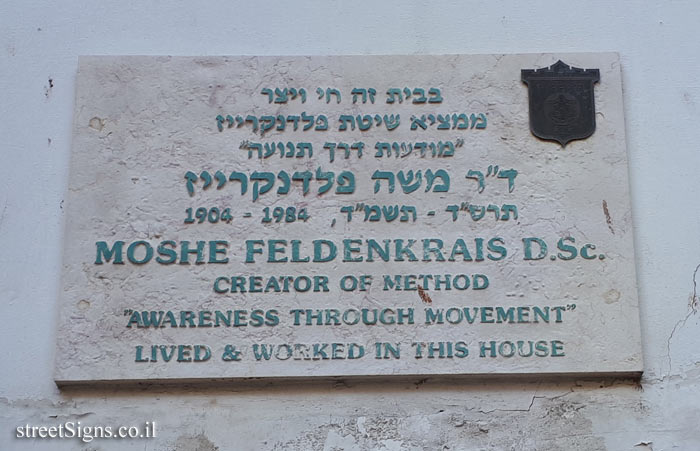 בבית זה חי ויצר
ממציא שיטת פלדנקרייז
"מודעות דרך תנועה"
ד"ר משה פלדנקרייז
תרס"ד - תשמ"ד, 1984 - 1904
MOSHE FELDENKRAIS D.Sc.
CREATOR OF METHOD
"AWARENESS THROUGH MOVEMENT"
LIVED & WORKED IN THIS HOUSE
streetSigns.co.il